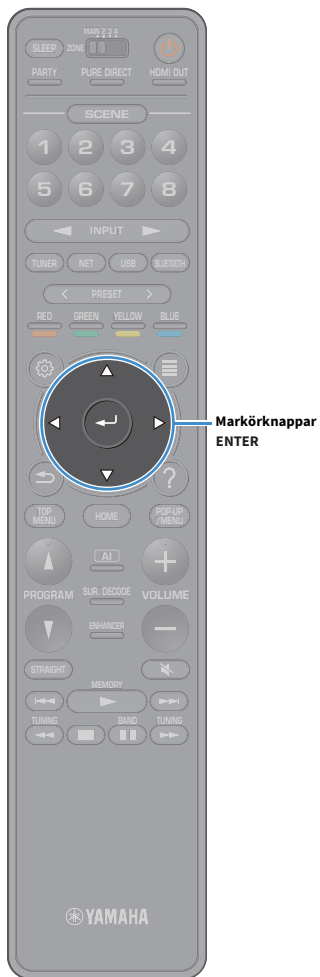 MAIN 2 3 4
SLEEP ZONE
PARTY PURE DIRECT HDMI OUT
SCENE
1 2 3 4
5 6 7 8
INPUT
TUNER NET USB BLUETOOTH
PRESET
RED GREEN YELLOW BLUE
Markörknappar
ENTER
?
TOP MENU HOME POP-UP /MENU
AI
PROGRAM SUR. DECODE VOLUME
ENHANCER
STRAIGHT
MEMORY
TUNING BAND TUNING
YAMAHA